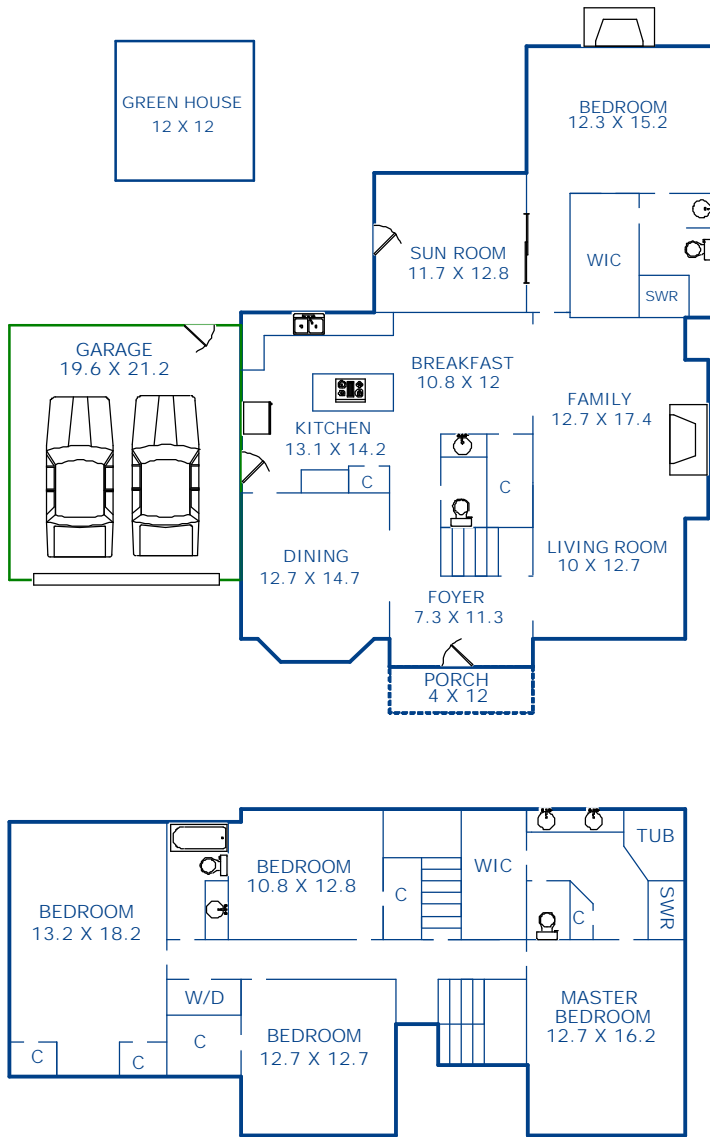 GREEN HOUSE
12 X 12
BEDROOM
12.3 X 15.2
SUN ROOM
11.7 X 12.8
WIC
SWR
GARAGE
19.6 X 21.2
BREAKFAST
10.8 X 12
FAMILY
12.7 X 17.4
KITCHEN
13.1 X 14.2
C
C
DINING
12.7 X 14.7
LIVING ROOM
10 X 12.7
FOYER
7.3 X 11.3
PORCH
4 X 12
BEDROOM
10.8 X 12.8
WIC
TUB
C
SWR
C
BEDROOM
13.2 X 18.2
W/D
C
BEDROOM
12.7 X 12.7
MASTER
BEDROOM
12.7 X 16.2
C
C